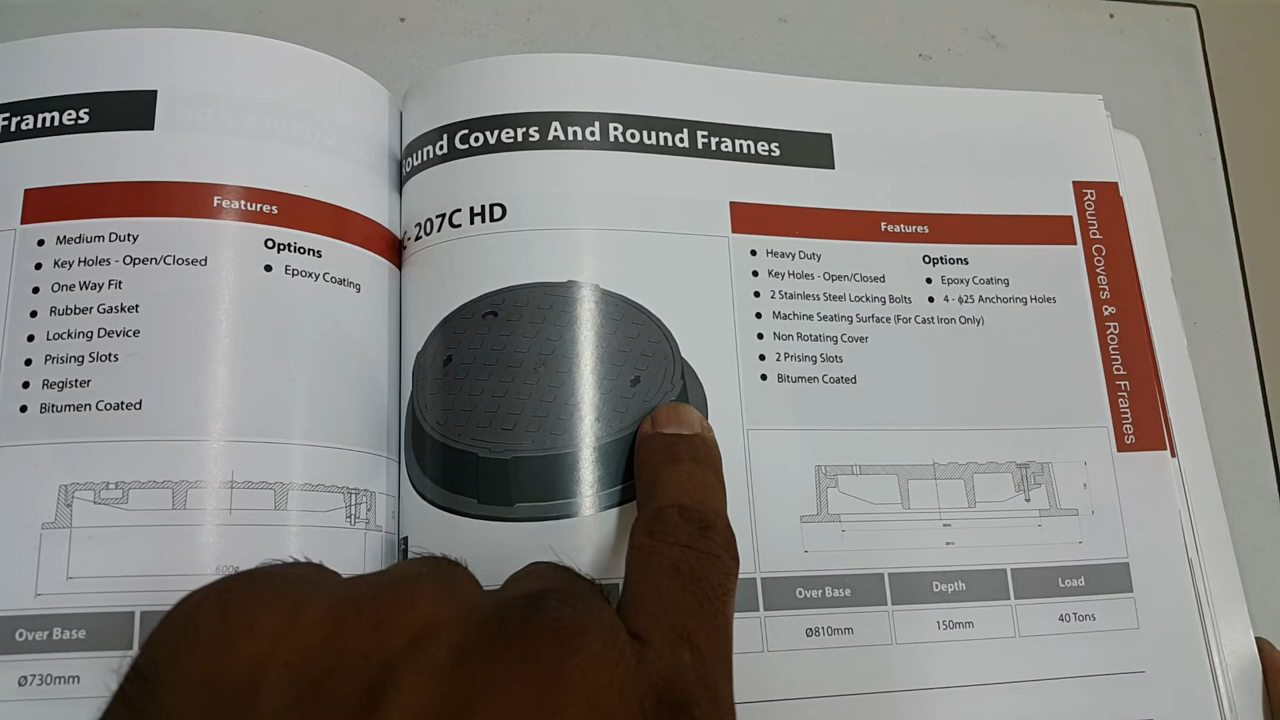 Frames
Features
Medium Duty
Key Holes - Open/Closed
One Way Fit
Rubber Gasket
Locking Device
Prising Slots
Register
Bitumen Coated
Options
Epoxy Coating
600
Over Base
Ø730mm
Round Covers And Round Frames
207C HD
Features
Heavy Duty
Key Holes - Open/Closed
2 Stainless Steel Locking Bolts
Machine Seating Surface (For Cast Iron Only)
Non Rotating Cover
2 Prising Slots
Bitumen Coated
Options
Epoxy Coating
4 - ϕ25 Anchoring Holes
Over Base Depth Load
Ø810mm 150mm 40 Tons
Round Covers & Round Frames